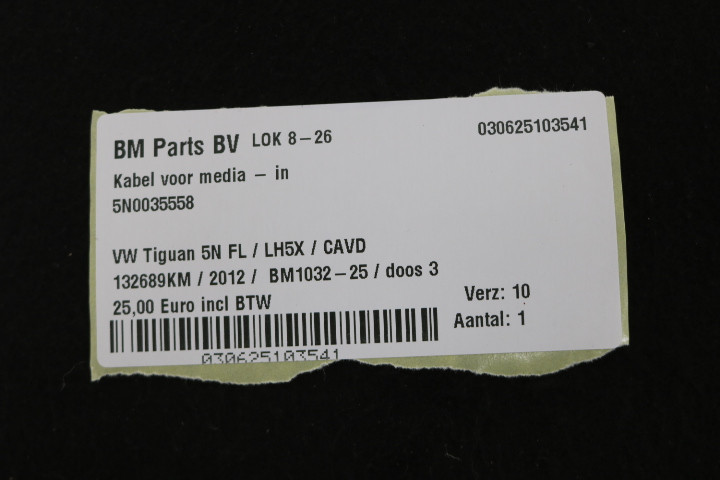 BM Parts BV LOK 8-26 030625103541
Kabel voor media - in
5N0035558
VW Tiguan 5N FL / LH5X / CAVD
132689KM / 2012 / BM1032-25 / doos 3
25,00 Euro incl BTW Verz: 10
Aantal: 1
030625103541